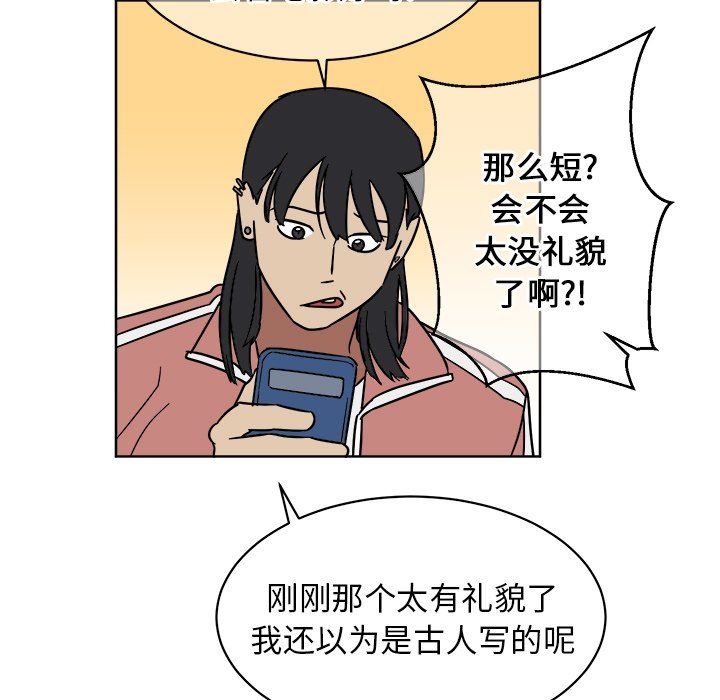 那么短?
会不会
太没礼貌
了啊?!
刚刚那个太有礼貌了
我还以为是古人写的呢